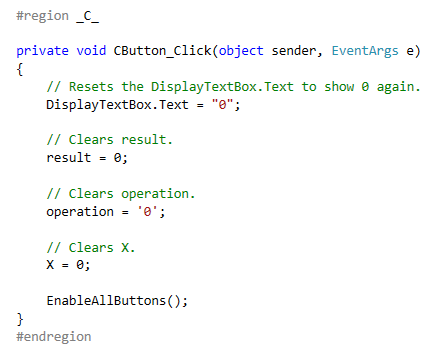 #region _C_
private void CButton_Click(object sender, EventArgs e)
{
// Resets the DisplayTextBox.Text to show 0 again.
DisplayTextBox.Text = "0";
// Clears result.
result = 0;
// Clears operation.
operation = '0';
// Clears X.
X = 0;
EnableAllButtons();
}
#endregion